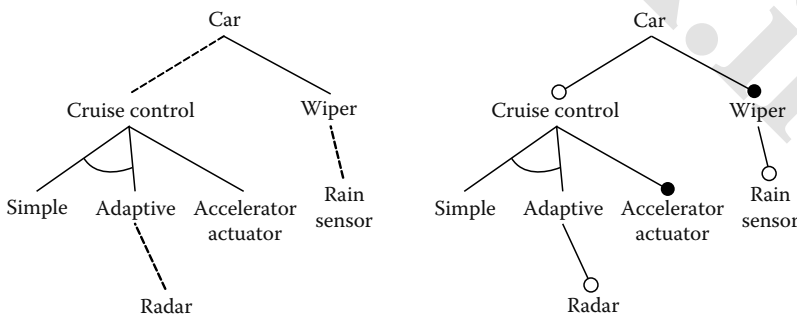 Car
Cruise control
Wiper
Simple
Adaptive
Accelerator
actuator
Rain
sensor
Radar
Car
Cruise control
Wiper
Simple
Adaptive
Accelerator
actuator
Rain
sensor
Radar